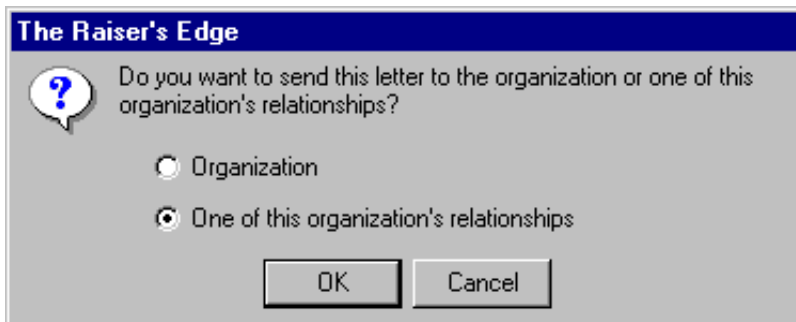 The Raiser's Edge
Do you want to send this letter to the organization or one of this
organization's relationships?
Organization
One of this organization's relationships
OK
Cancel